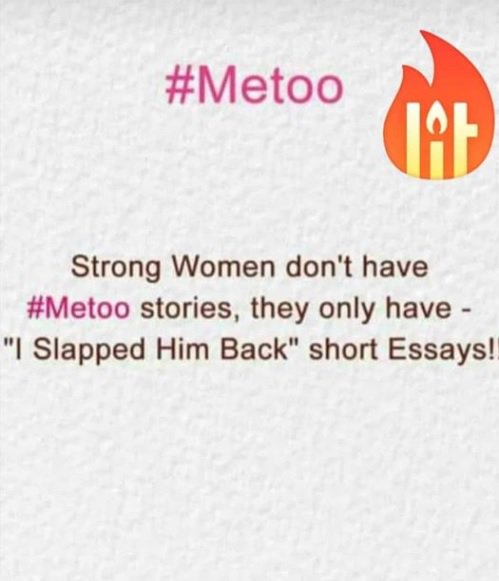 #Metoo
lit
Strong Women don't have
#Metoo stories, they only have -
"I Slapped Him Back" short Essays!!